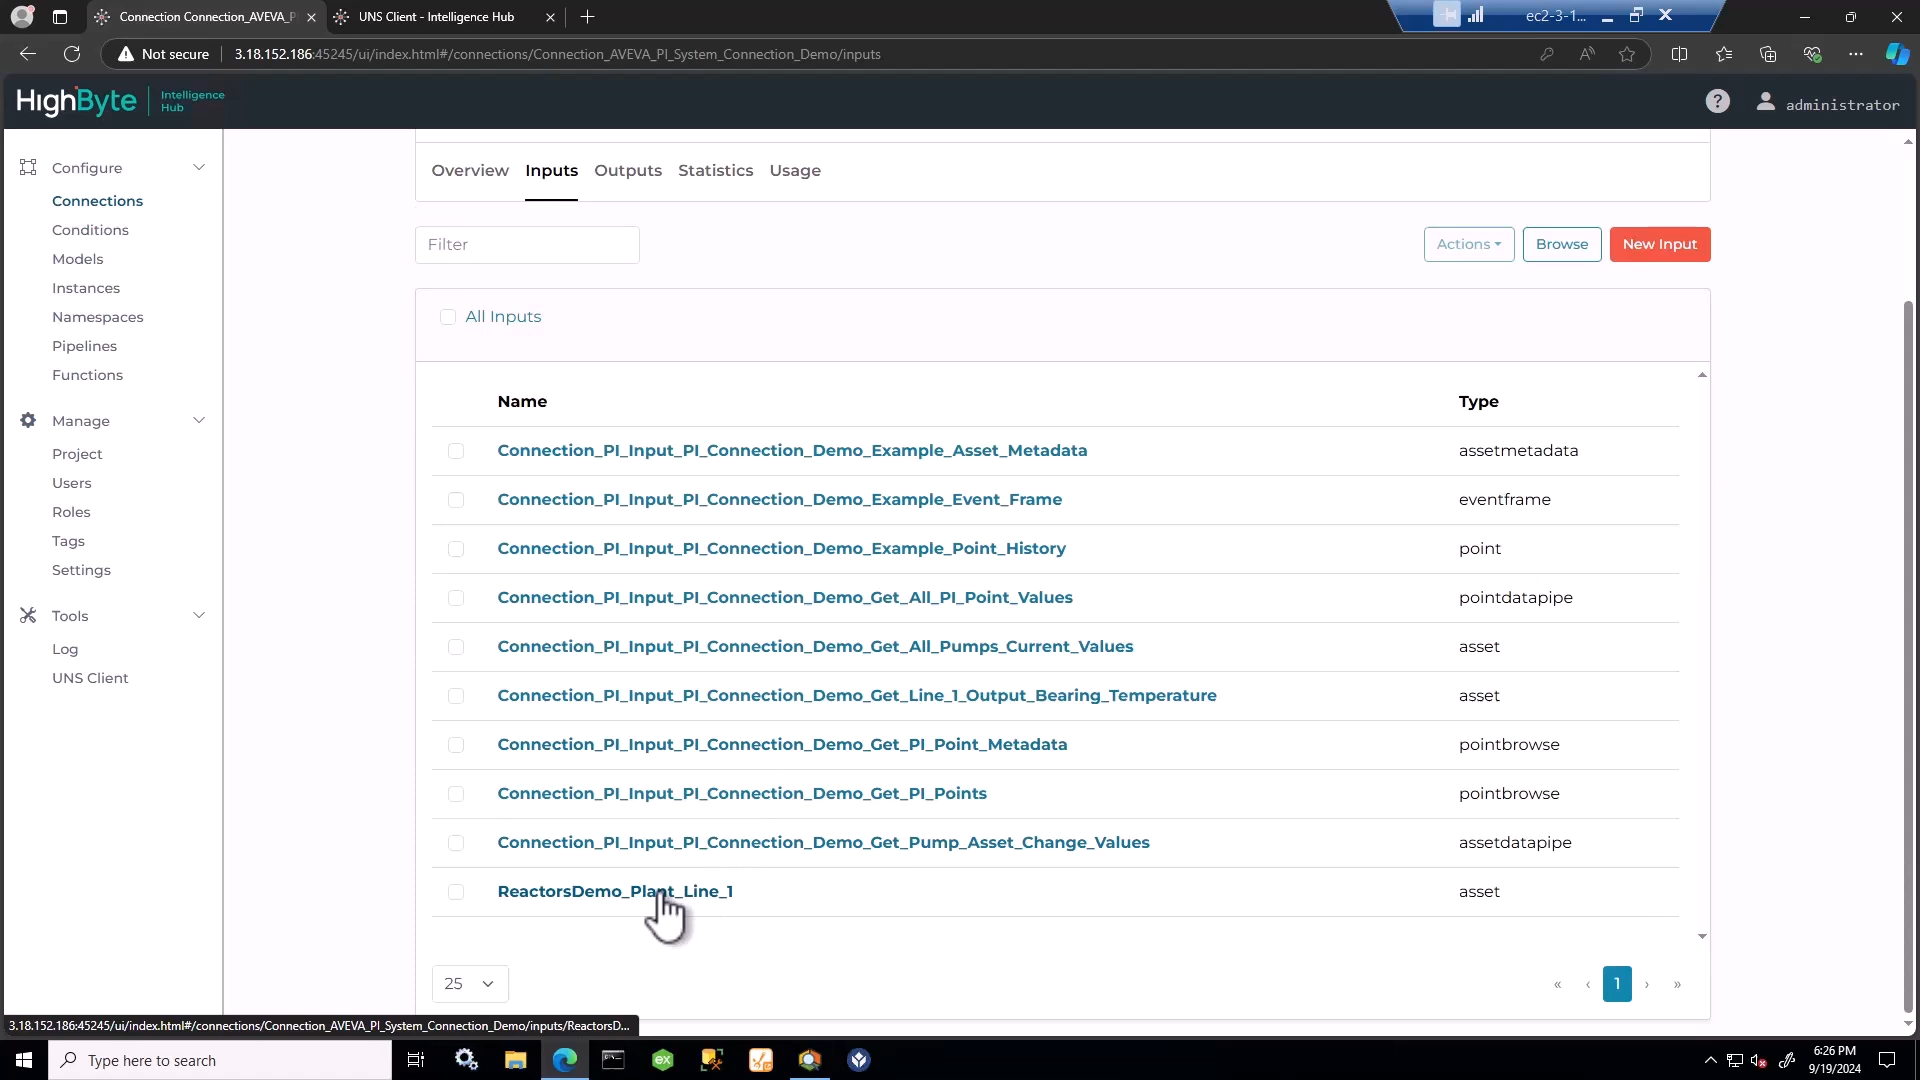 Connection Connection_AVEVA_P
UNS Client - Intelligence Hub
ec2-3-1...
Not secure
3.18.152.186:45245/ui/index.html#/connections/Connection_AVEVA_PI_System_Connection_Demo/inputs
HighByte
Intelligence
Hub
administrator
Configure
Connections
Conditions
Models
Instances
Namespaces
Pipelines
Functions
Manage
Project
Users
Roles
Tags
Settings
Tools
Log
UNS Client
Overview Inputs Outputs Statistics Usage
Filter
Actions
Browse
New Input
All Inputs
Name Type
Connection_PI_Input_PI_Connection_Demo_Example_Asset_Metadata assetmetadata
Connection_PI_Input_PI_Connection_Demo_Example_Event_Frame eventframe
Connection_PI_Input_PI_Connection_Demo_Example_Point_History point
Connection_PI_Input_PI_Connection_Demo_Get_All_PI_Point_Values pointdatapipe
Connection_PI_Input_PI_Connection_Demo_Get_All_Pumps_Current_Values asset
Connection_PI_Input_PI_Connection_Demo_Get_Line_1_Output_Bearing_Temperature asset
Connection_PI_Input_PI_Connection_Demo_Get_PI_Point_Metadata pointbrowse
Connection_PI_Input_PI_Connection_Demo_Get_PI_Points pointbrowse
Connection_PI_Input_PI_Connection_Demo_Get_Pump_Asset_Change_Values assetdatapipe
ReactorsDemo_Plant_Line_1 asset
25
« ‹ 1 › »
3.18.152.186:45245/ui/index.html#/connections/Connection_AVEVA_PI_System_Connection_Demo/inputs/ReactorsD...
Type here to search
ex
6:26 PM
9/19/2024